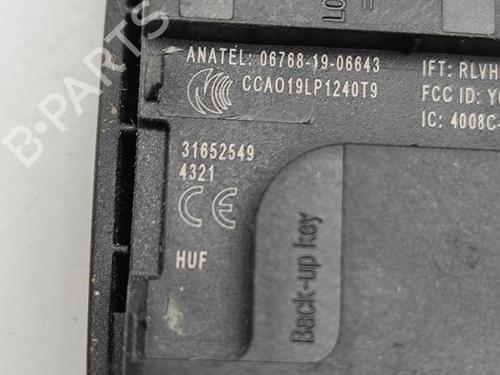 ANATEL: 06768-19-06643
CCAO19LP1240T9
IFT: RLVH
FCC ID: Y
IC: 4008C-
31652549
4321
CE
HUF
Back-up key
B-PARTS